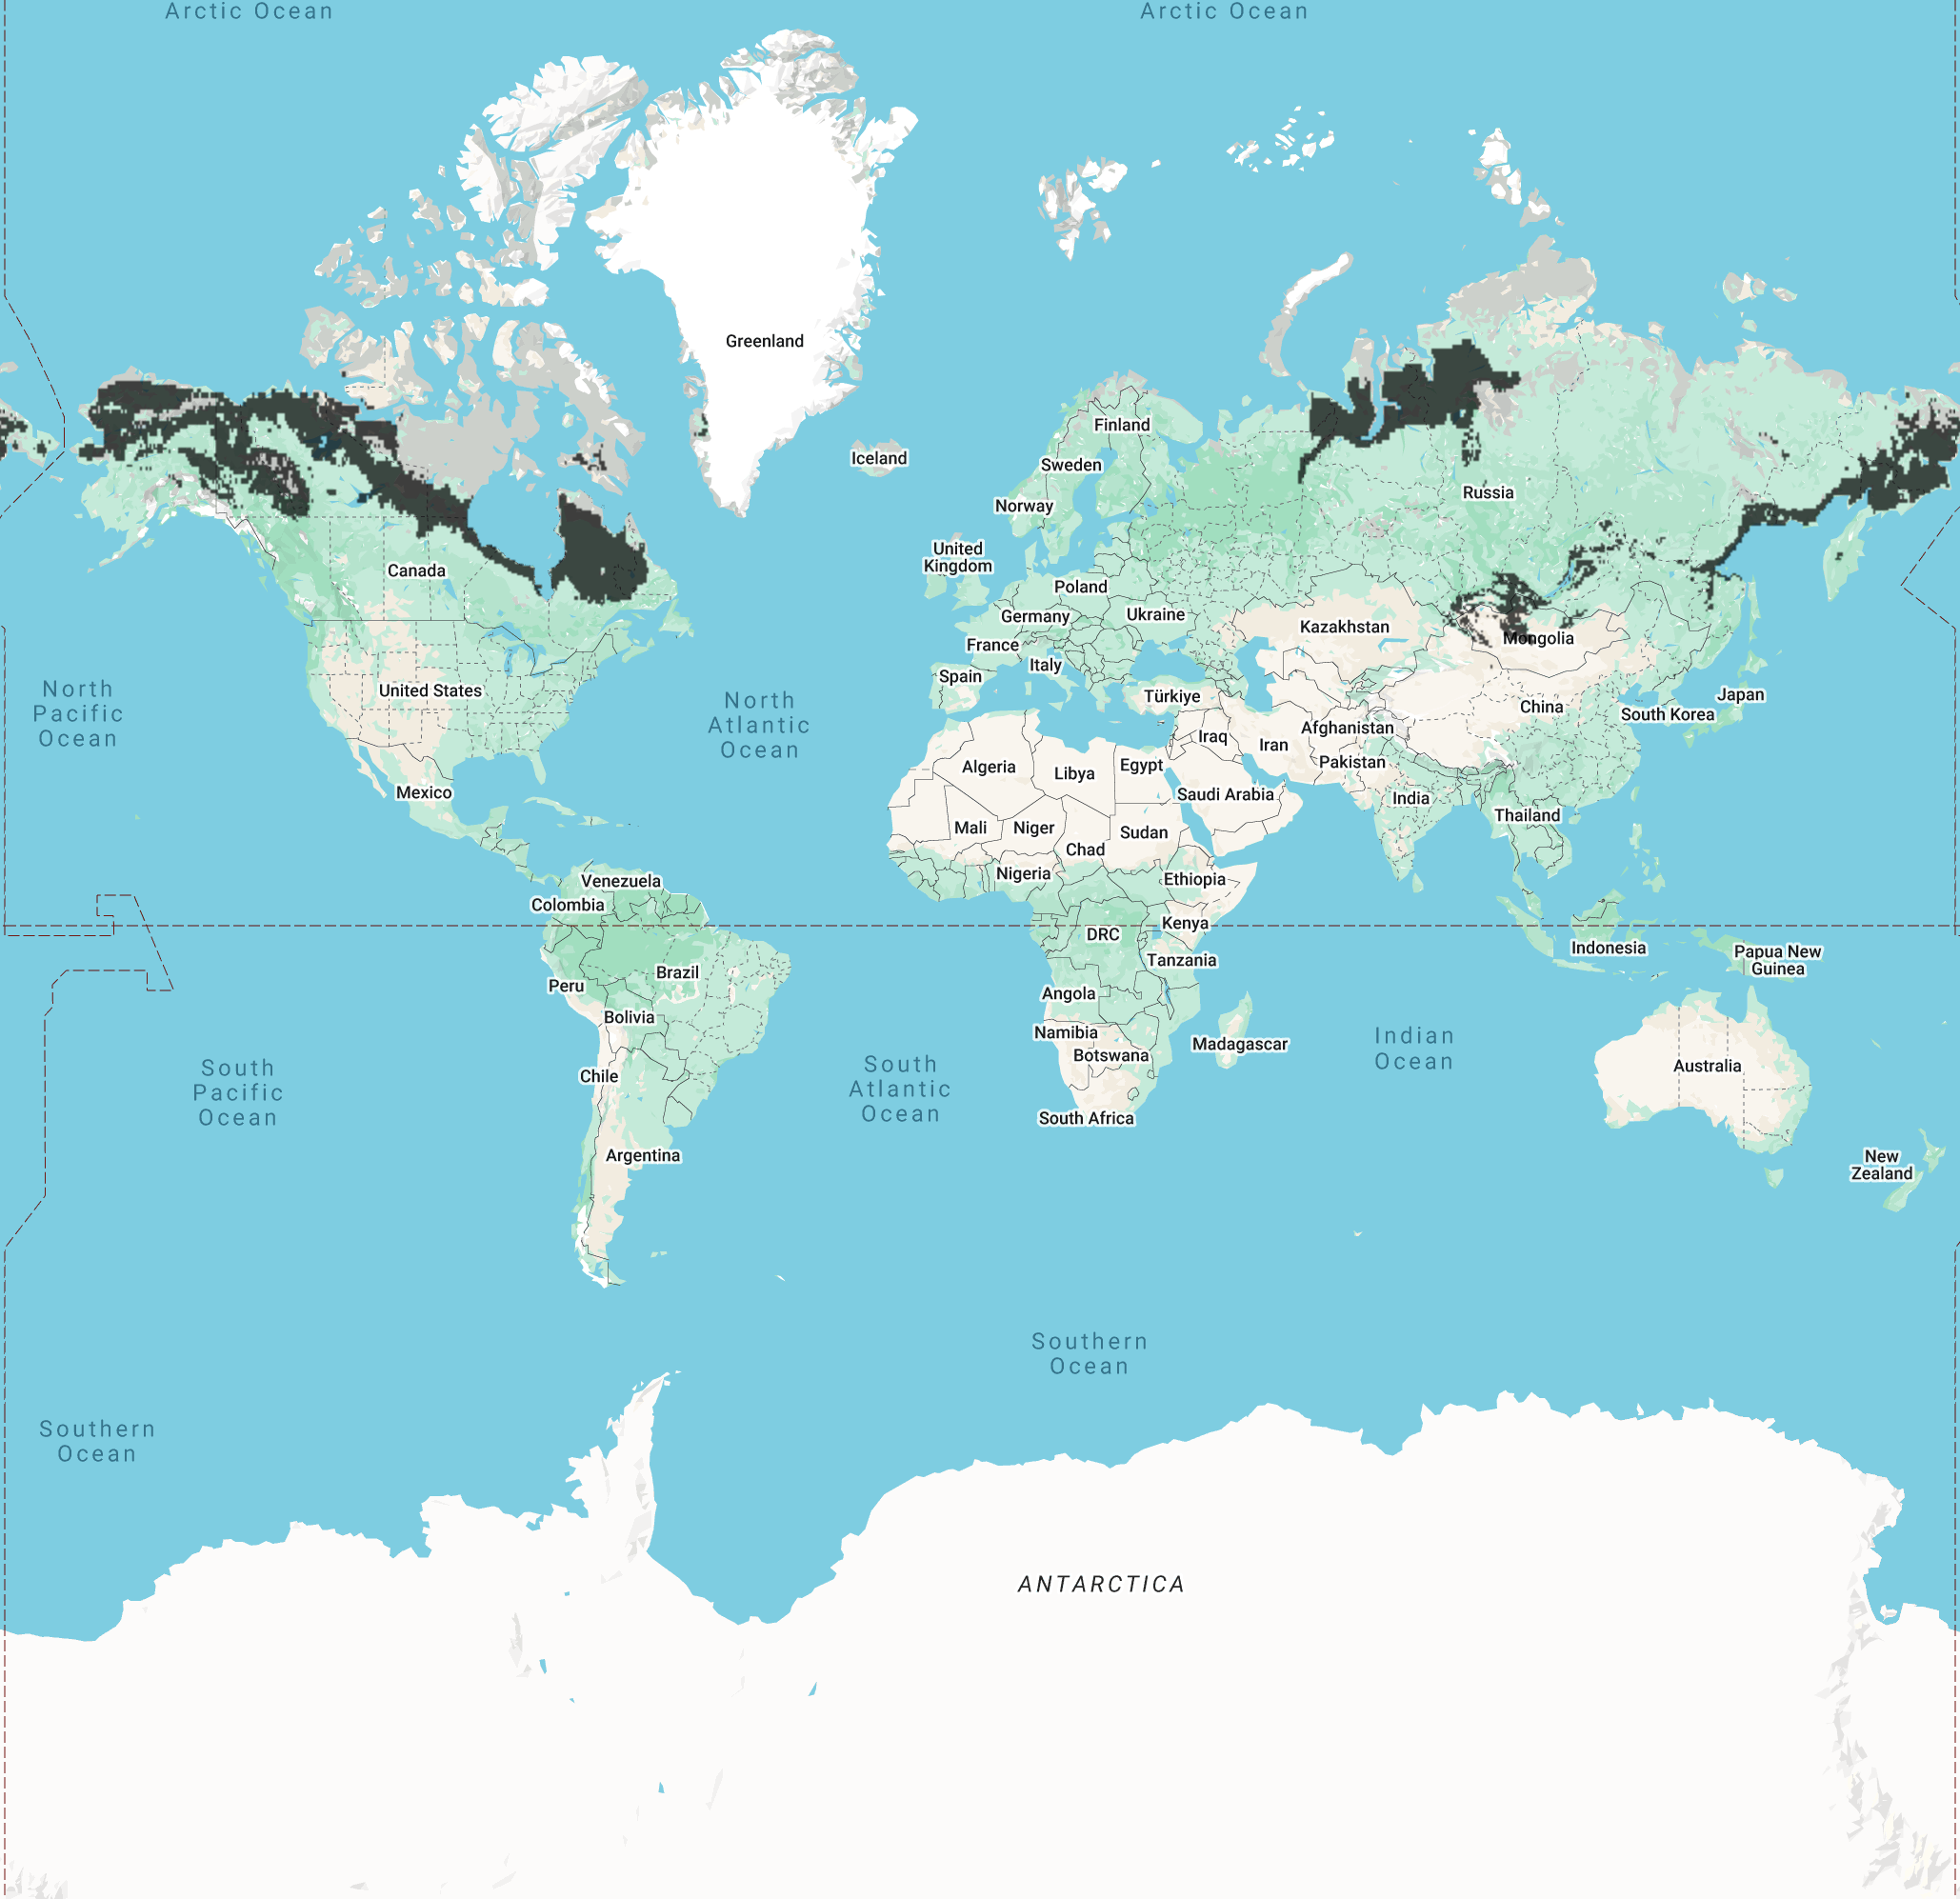 Arctic Ocean
Arctic Ocean
Greenland
Finland
Iceland
Sweden
Russia
Norway
United
Kingdom
Canada
Poland
Germany
Ukraine
Kazakhstan
Mongolia
France
Italy
Spain
United States
Türkiye
Japan
China
South Korea
North
Pacific
Ocean
North
Atlantic
Ocean
Afghanistan
Iraq
Iran
Algeria
Libya
Egypt
Pakistan
Mexico
Saudi Arabia
India
Thailand
Mali
Niger
Sudan
Chad
Nigeria
Ethiopia
Venezuela
Colombia
Kenya
DRC
Indonesia
Papua New
Guinea
Tanzania
Brazil
Peru
Angola
Bolivia
Namibia
Madagascar
Botswana
Indian
Ocean
Australia
Chile
South
Pacific
Ocean
South
Atlantic
Ocean
South Africa
Argentina
New
Zealand
Southern
Ocean
Southern
Ocean
ANTARCTICA